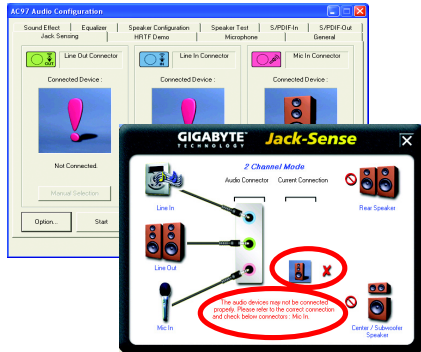 AC97 Audio Configuration
Sound Effect Equalizer Speaker Configuration Speaker Test S/PDIF-In S/PDIF-Out
Jack Sensing HRTF Demo Microphone General
OUT Line Out Connector
IN Line In Connector
Mic In Connector
Connected Device :
Connected Device :
Connected Device :
Not Connected.
Manual Selection
Option... Start
GIGABYTE™
TECHNOLOGY
Jack-Sense
X
2 Channel Mode
Audio Connector Current Connection
Line In
Rear Speaker
Line Out
Mic In
The audio devices may not be connected
properly. Please refer to the correct connection
and check below connectors : Mic In.
Center / Subwoofer
Speaker